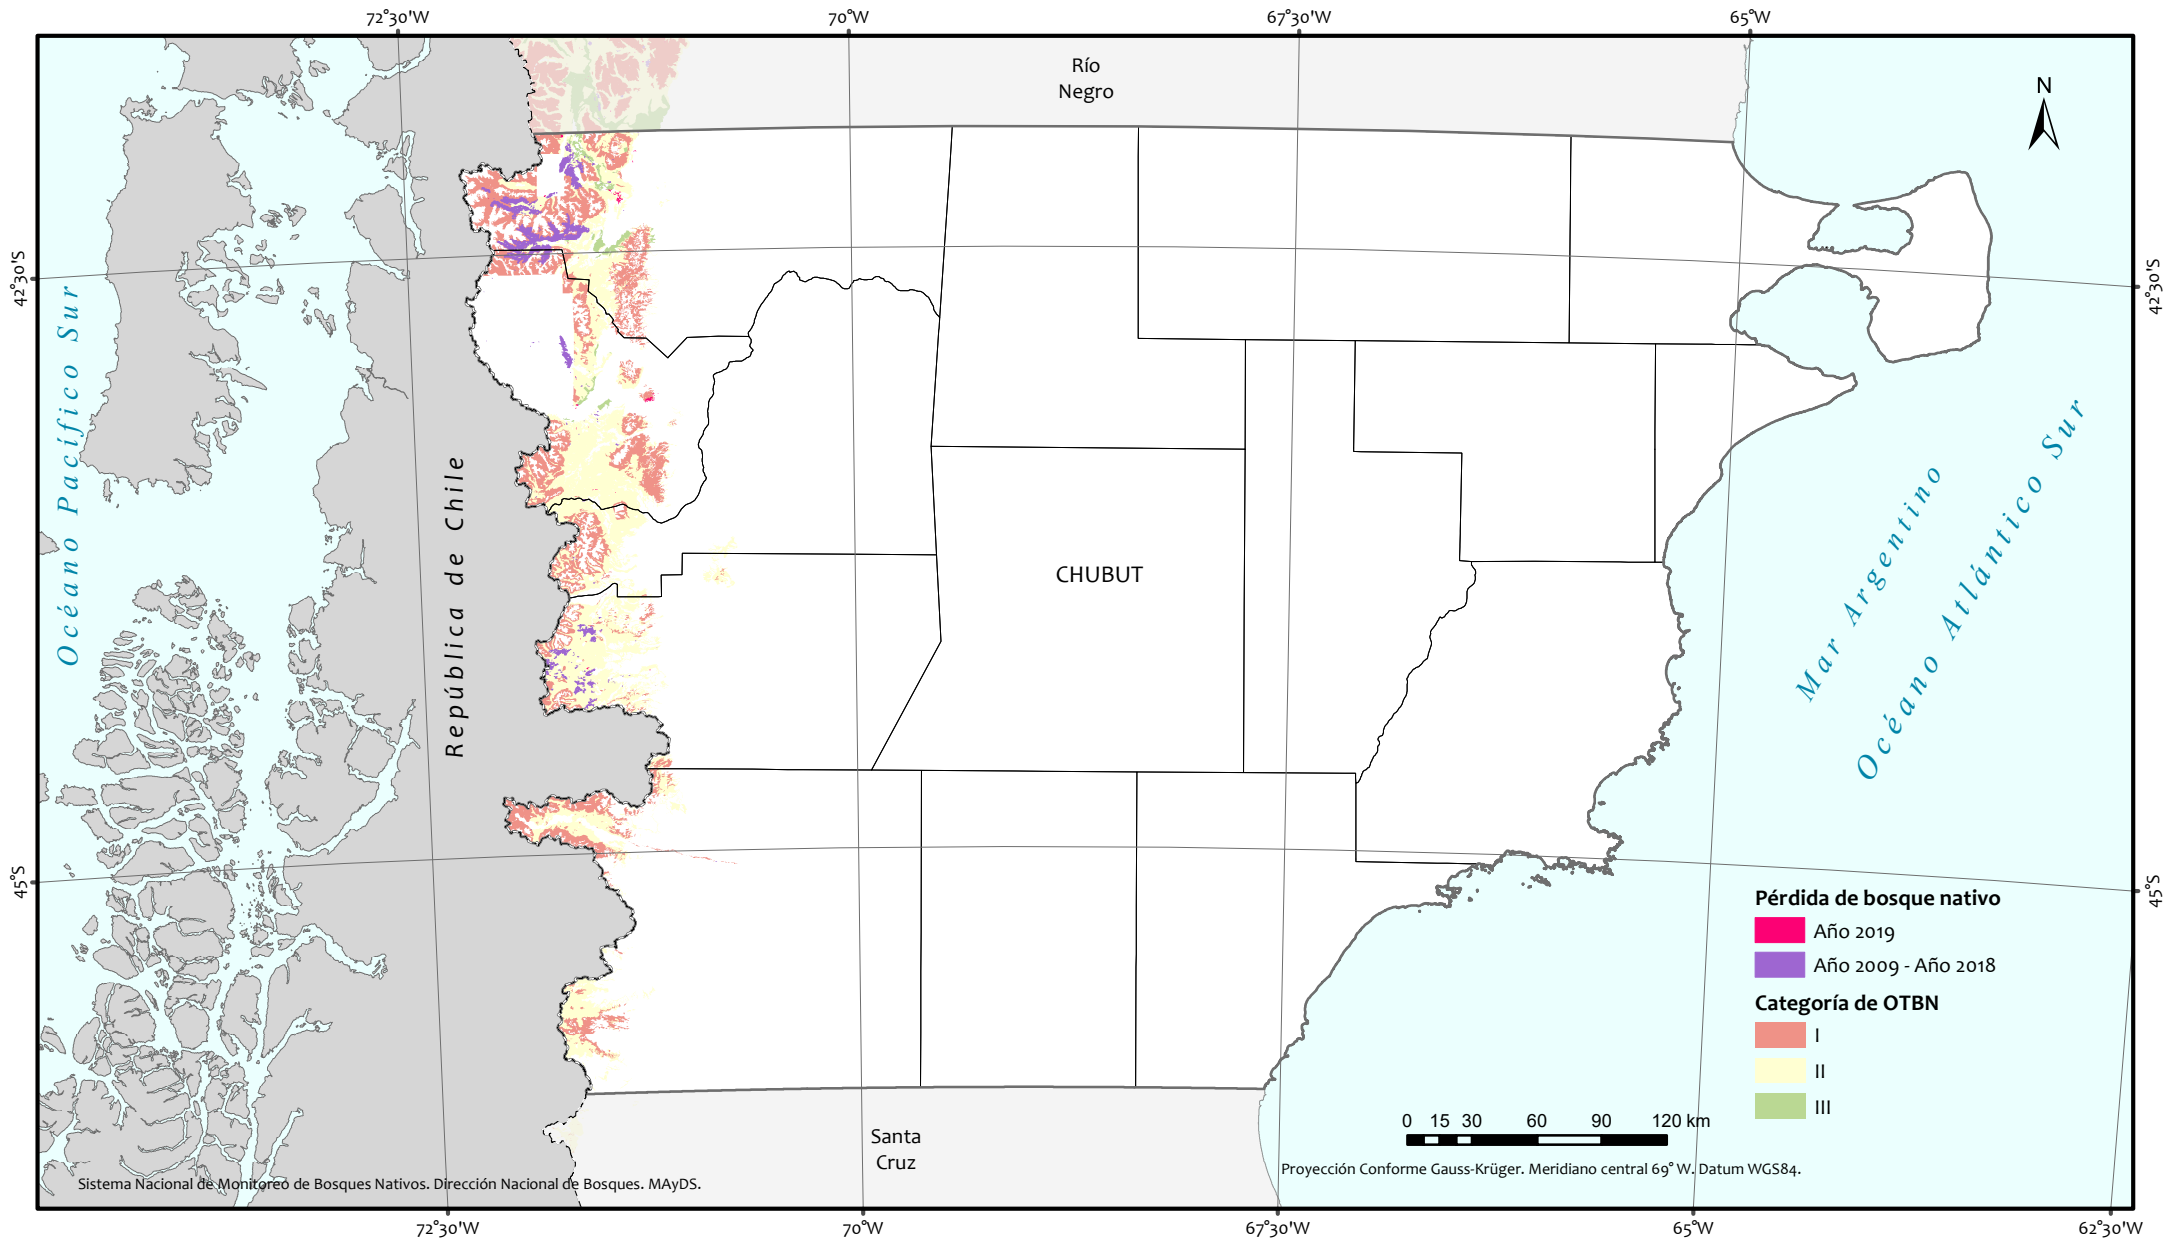 72°30'W
70°W
67°30'W
65°W
Río
Negro
N
42°30'S
42°30'S
Océano Pacífico Sur
República de Chile
CHUBUT
Mar Argentino
Océano Atlántico Sur
45°S
45°S
Pérdida de bosque nativo
Año 2019
Año 2009 - Año 2018
Categoría de OTBN
I
II
III
0 15 30 60 90 120 km
Santa
Cruz
Proyección Conforme Gauss-Krüger. Meridiano central 69° W. Datum WGS84.
Sistema Nacional de Monitoreo de Bosques Nativos. Dirección Nacional de Bosques. MAyDS.
72°30'W
70°W
67°30'W
65°W
62°30'W